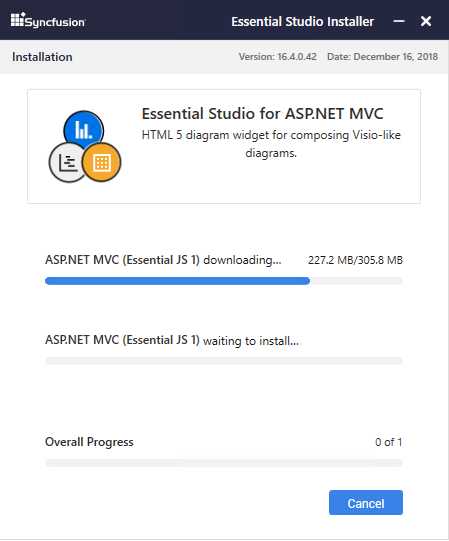 Syncfusion Essential Studio Installer
Installation Version: 16.4.0.42 Date: December 16, 2018
Essential Studio for ASP.NET MVC
HTML 5 diagram widget for composing Visio-like
diagrams.
ASP.NET MVC (Essential JS 1) downloading... 227.2 MB/305.8 MB
ASP.NET MVC (Essential JS 1) waiting to install...
Overall Progress 0 of 1
Cancel